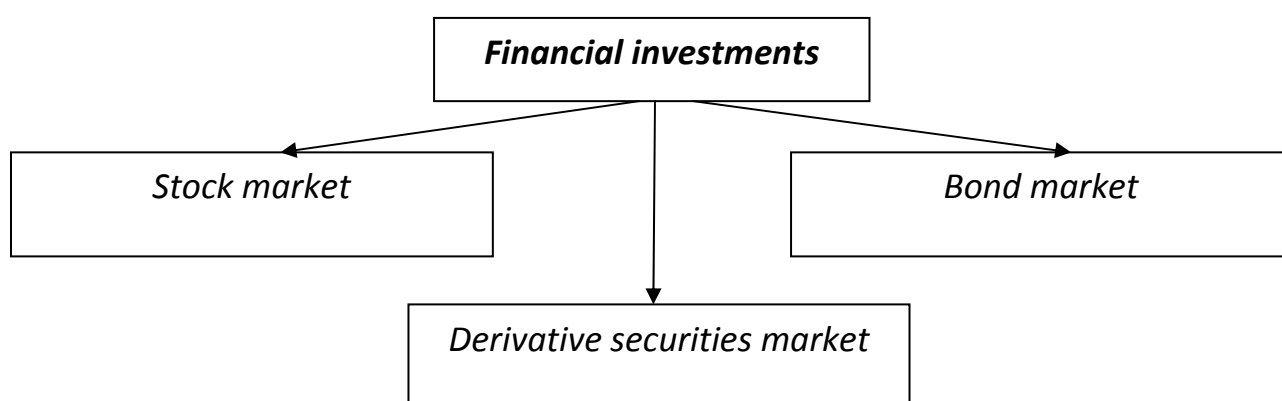 Financial investments
Stock market
Bond market
Derivative securities market